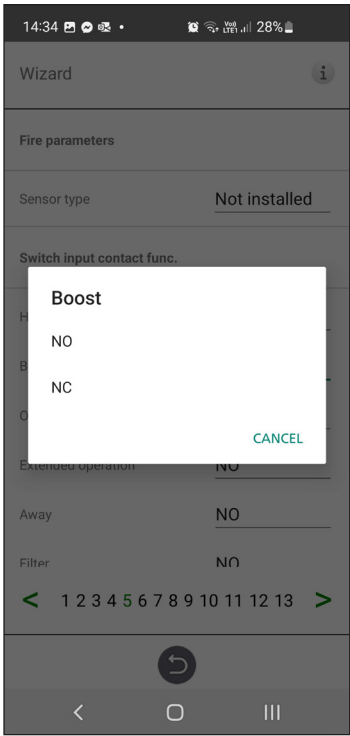 14:34 28%
Wizard i
Fire parameters
Sensor type Not installed
Switch input contact func.
H
Boost
NO
B
NC
O
CANCEL
Extended operation NO
Away NO
Filter NO
< 1 2 3 4 5 6 7 8 9 10 11 12 13 >